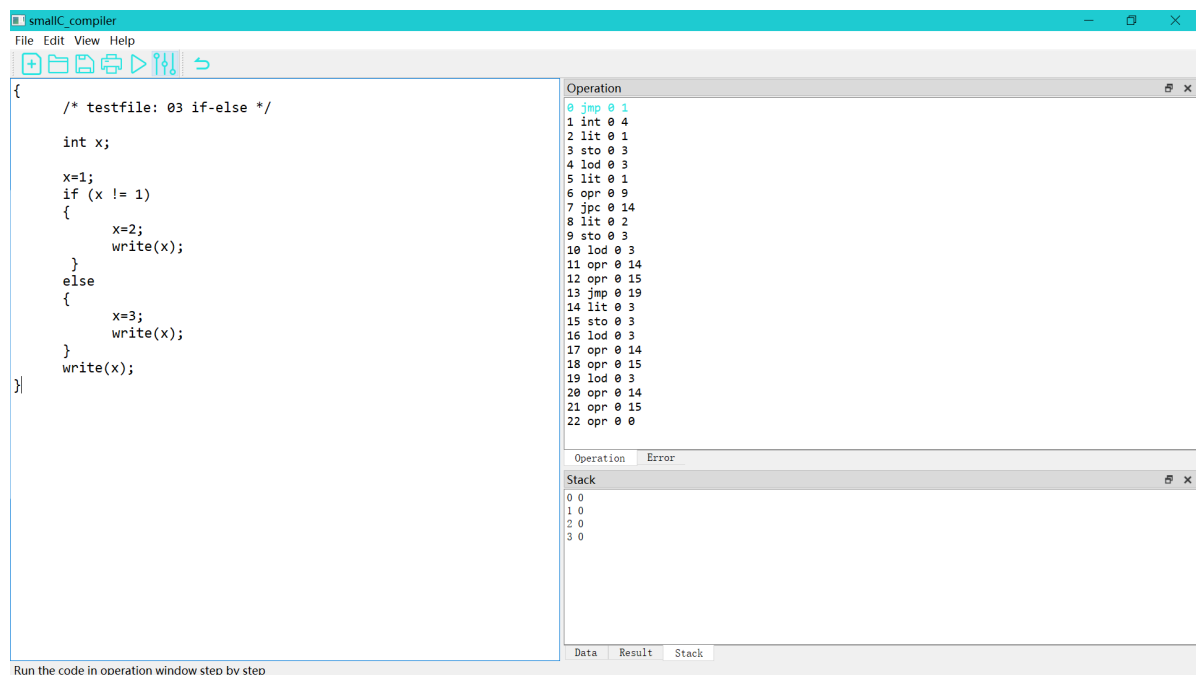 smallC_compiler
File Edit View Help
{
/* testfile: 03 if-else */
int x;
x=1;
if (x != 1)
{
x=2;
write(x);
}
else
{
x=3;
write(x);
}
write(x);
}
Operation
0 jmp 0 1
1 int 0 4
2 lit 0 1
3 sto 0 3
4 lod 0 3
5 lit 0 1
6 opr 0 9
7 jpc 0 14
8 lit 0 2
9 sto 0 3
10 lod 0 3
11 opr 0 14
12 opr 0 15
13 jmp 0 19
14 lit 0 3
15 sto 0 3
16 lod 0 3
17 opr 0 14
18 opr 0 15
19 lod 0 3
20 opr 0 14
21 opr 0 15
22 opr 0 0
Operation Error
Stack
0 0
1 0
2 0
3 0
Data Result Stack
Run the code in operation window step by step